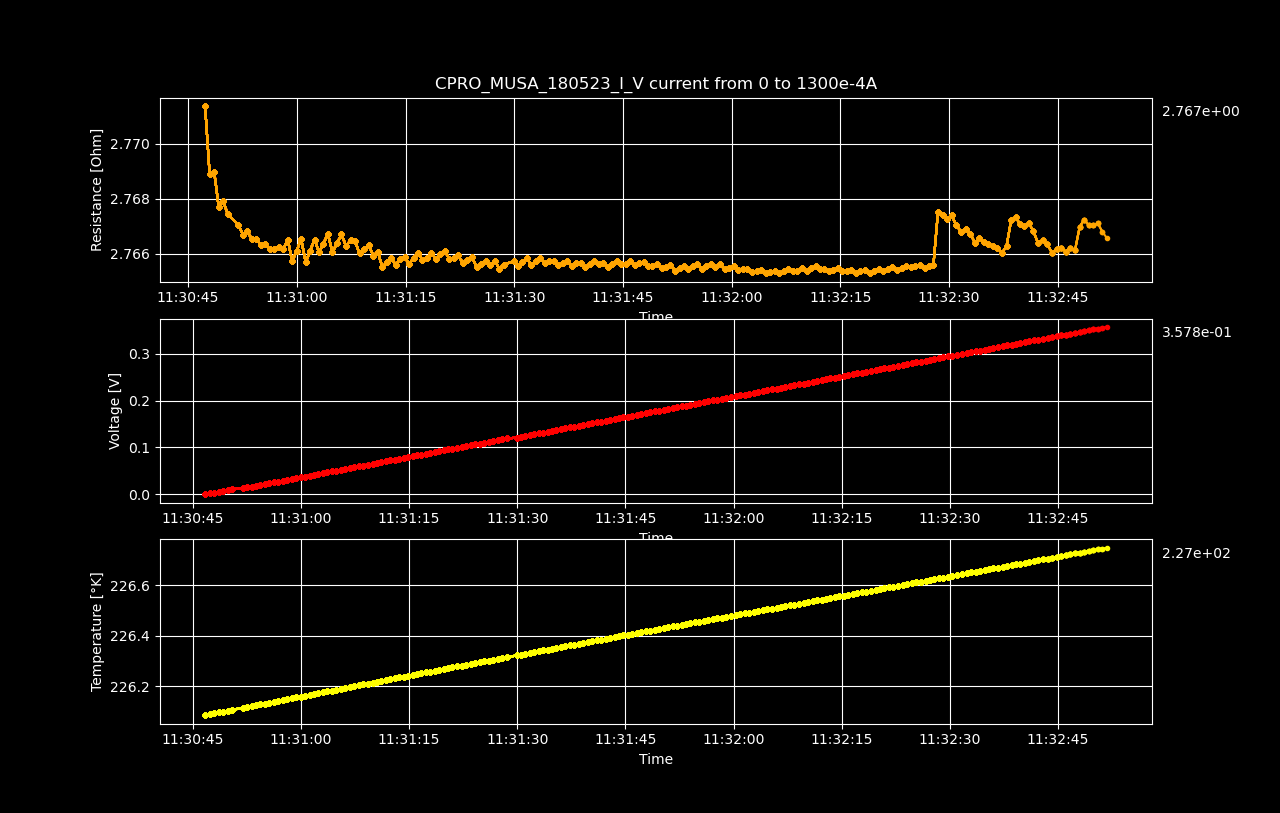 CPRO_MUSA_180523_I_V current from 0 to 1300e-4A
2.767e+00
Resistance [Ohm]
2.770
2.768
2.766
11:30:45 11:31:00 11:31:15 11:31:30 11:31:45 11:32:00 11:32:15 11:32:30 11:32:45
Time
3.578e-01
Voltage [V]
0.3
0.2
0.1
0.0
11:30:45 11:31:00 11:31:15 11:31:30 11:31:45 11:32:00 11:32:15 11:32:30 11:32:45
Time
2.27e+02
Temperature [°K]
226.6
226.4
226.2
11:30:45 11:31:00 11:31:15 11:31:30 11:31:45 11:32:00 11:32:15 11:32:30 11:32:45
Time